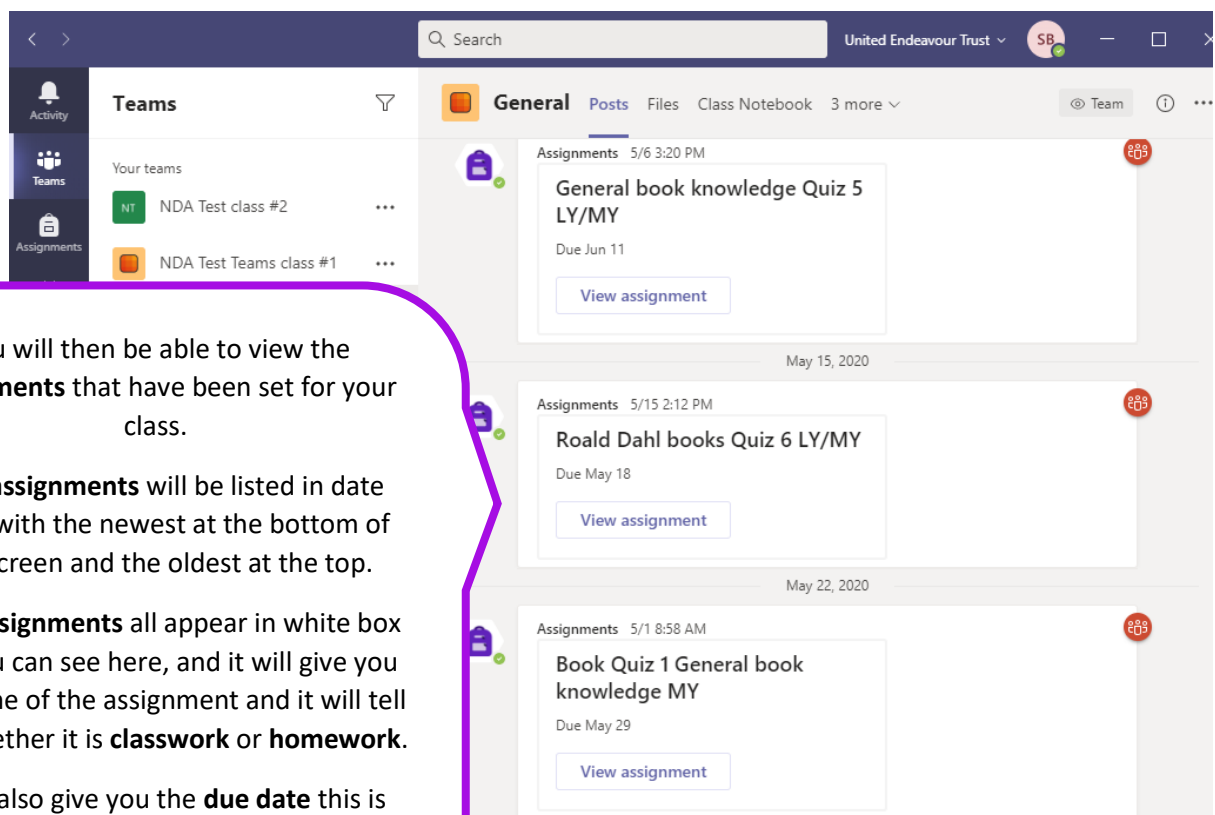 Search
United Endeavour Trust
SB
Activity
Teams
Assignments
Teams
Your teams
NT NDA Test class #2 ...
NDA Test Teams class #1 ...
General Posts Files Class Notebook 3 more Team ...
Assignments 5/6 3:20 PM
General book knowledge Quiz 5
LY/MY
Due Jun 11
View assignment
May 15, 2020
Assignments 5/15 2:12 PM
Roald Dahl books Quiz 6 LY/MY
Due May 18
View assignment
May 22, 2020
Assignments 5/1 8:58 AM
Book Quiz 1 General book
knowledge MY
Due May 29
View assignment
u will then be able to view the
ments that have been set for your
class.
assignments will be listed in date
with the newest at the bottom of
creen and the oldest at the top.
signments all appear in white box
u can see here, and it will give you
ne of the assignment and it will tell
ether it is classwork or homework.
also give you the due date this is